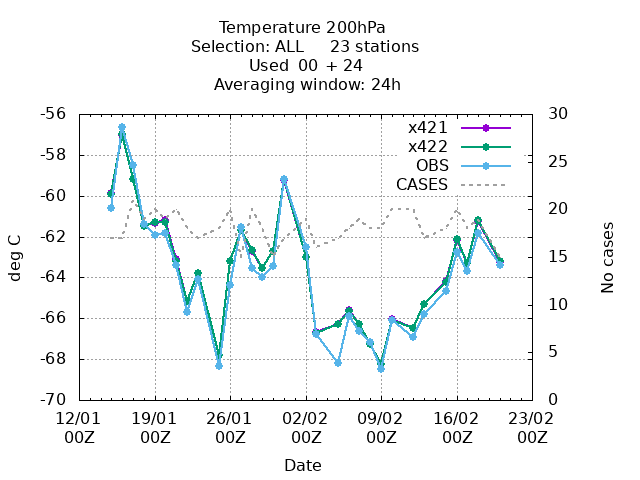 Temperature 200hPa
Selection: ALL 23 stations
Used 00 + 24
Averaging window: 24h
-56
-58
-60
-62
-64
-66
-68
-70
deg C
30
25
20
15
10
5
0
No cases
x421
x422
OBS
CASES
12/01 00Z
19/01 00Z
26/01 00Z
02/02 00Z
09/02 00Z
16/02 00Z
23/02 00Z
Date